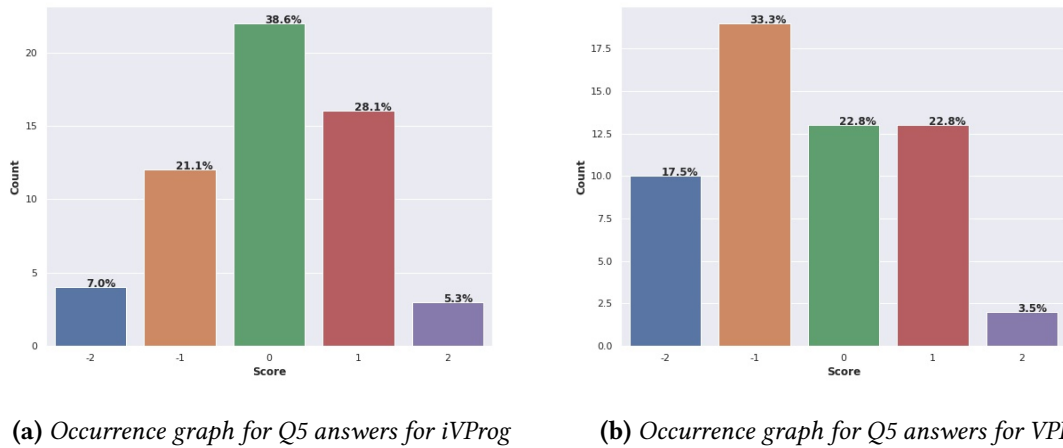 38.6%
20
28.1%
15
21.1%
10
7.0%
5
5.3%
0
-2 -1 0 1 2
Count
Score
33.3%
17.5
15.0
22.8% 22.8%
12.5
17.5%
10.0
7.5
5.0
3.5%
2.5
0.0
-2 -1 0 1 2
Count
Score
(a) Occurrence graph for Q5 answers for iVProg
(b) Occurrence graph for Q5 answers for